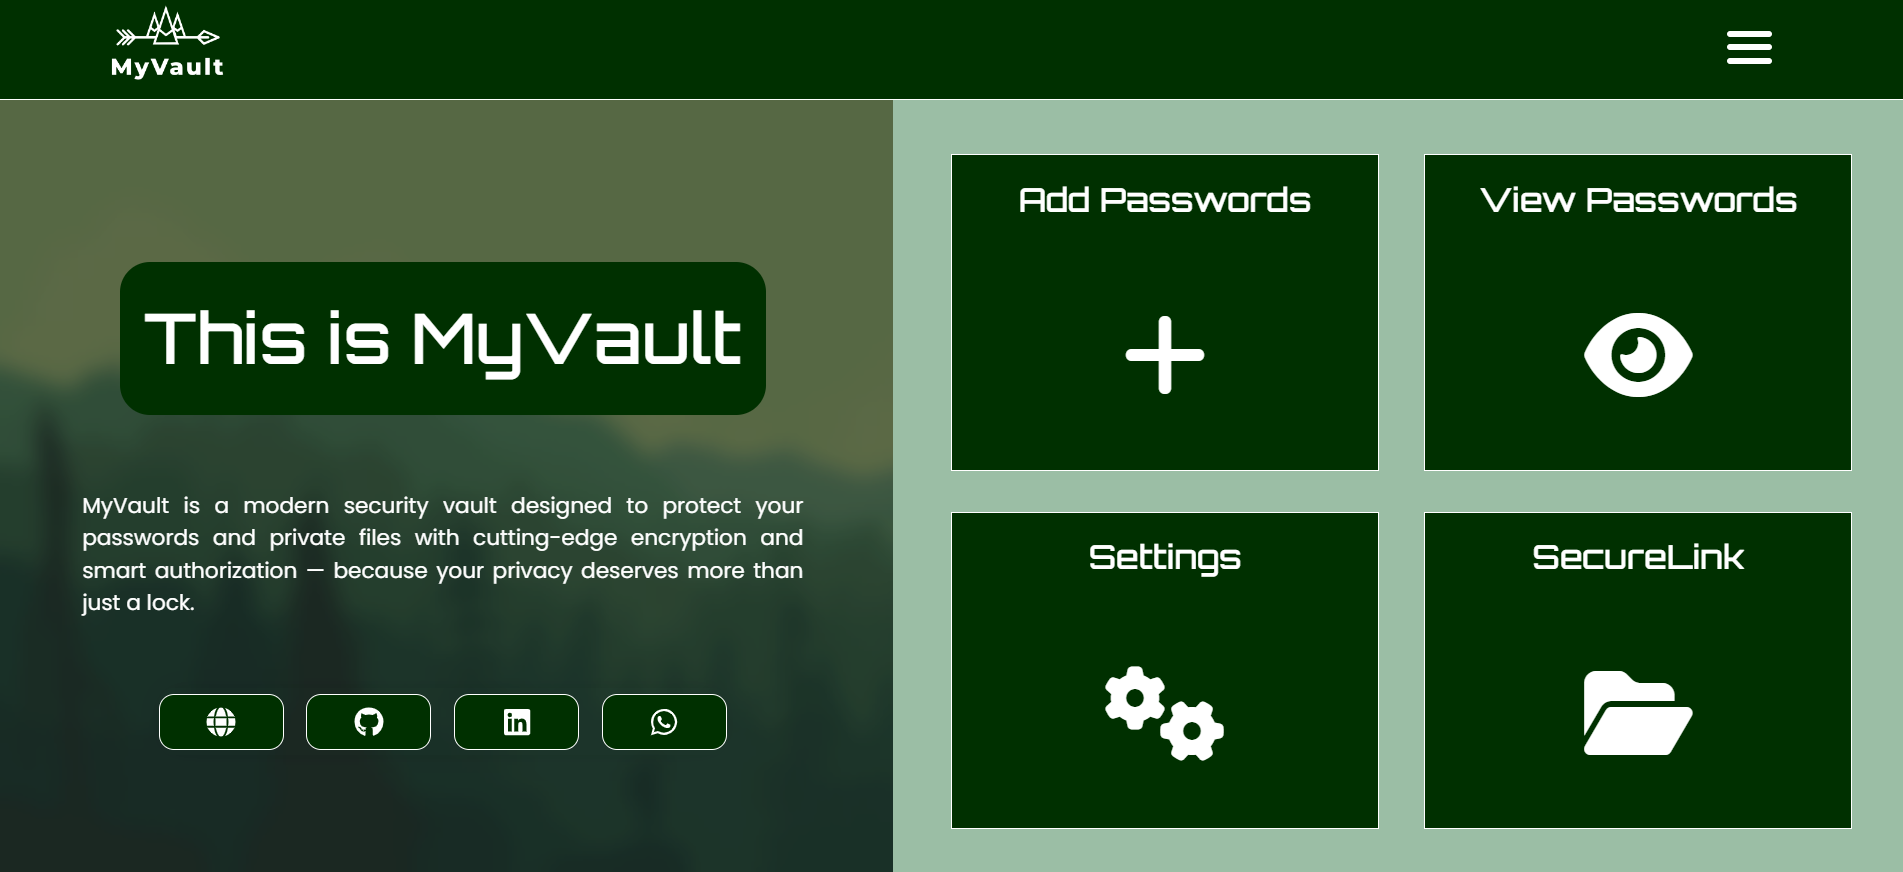 MyVault
This is MyVault
MyVault is a modern security vault designed to protect your
passwords and private files with cutting-edge encryption and
smart authorization — because your privacy deserves more than
just a lock.
Add Passwords
View Passwords
Settings
SecureLink